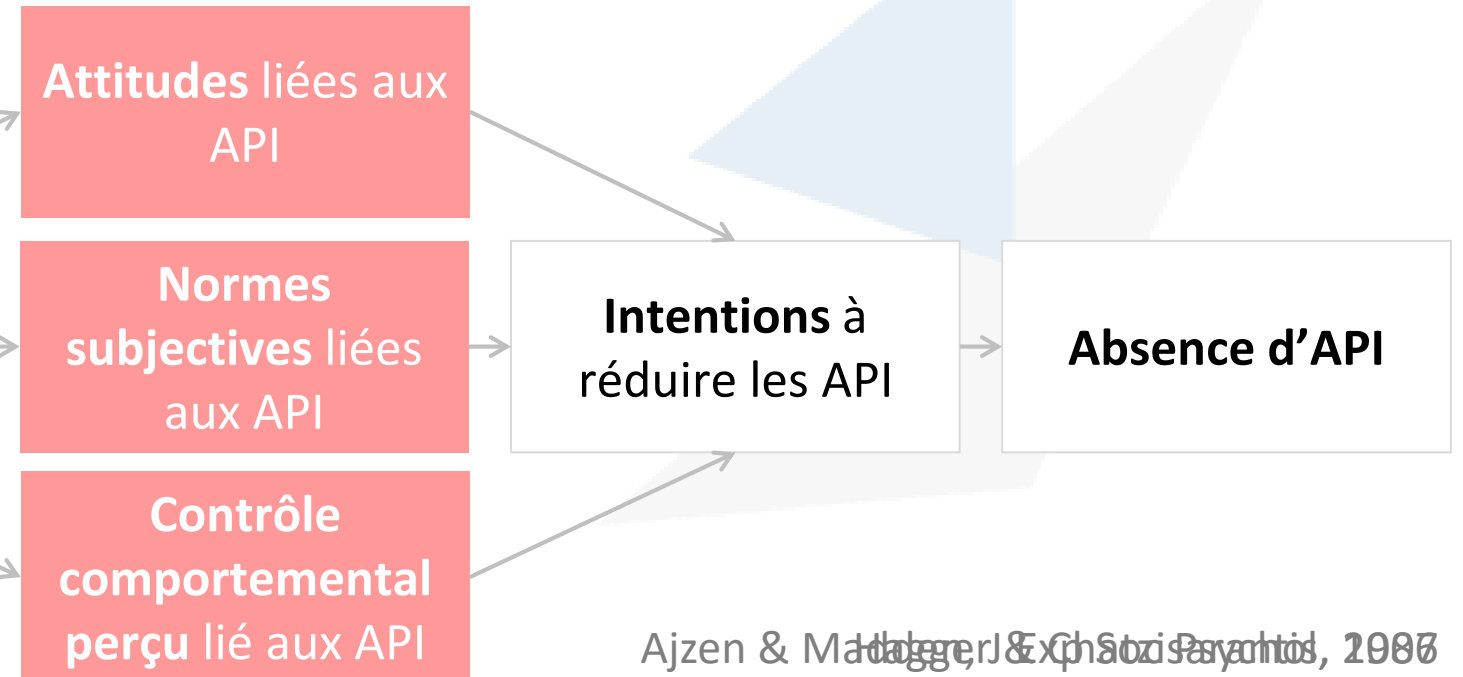 Attitudes liées aux
API
Normes
subjectives liées
aux API
Contrôle
comportemental
perçu lié aux API
Intentions à
réduire les API
Absence d’API
Ajzen &